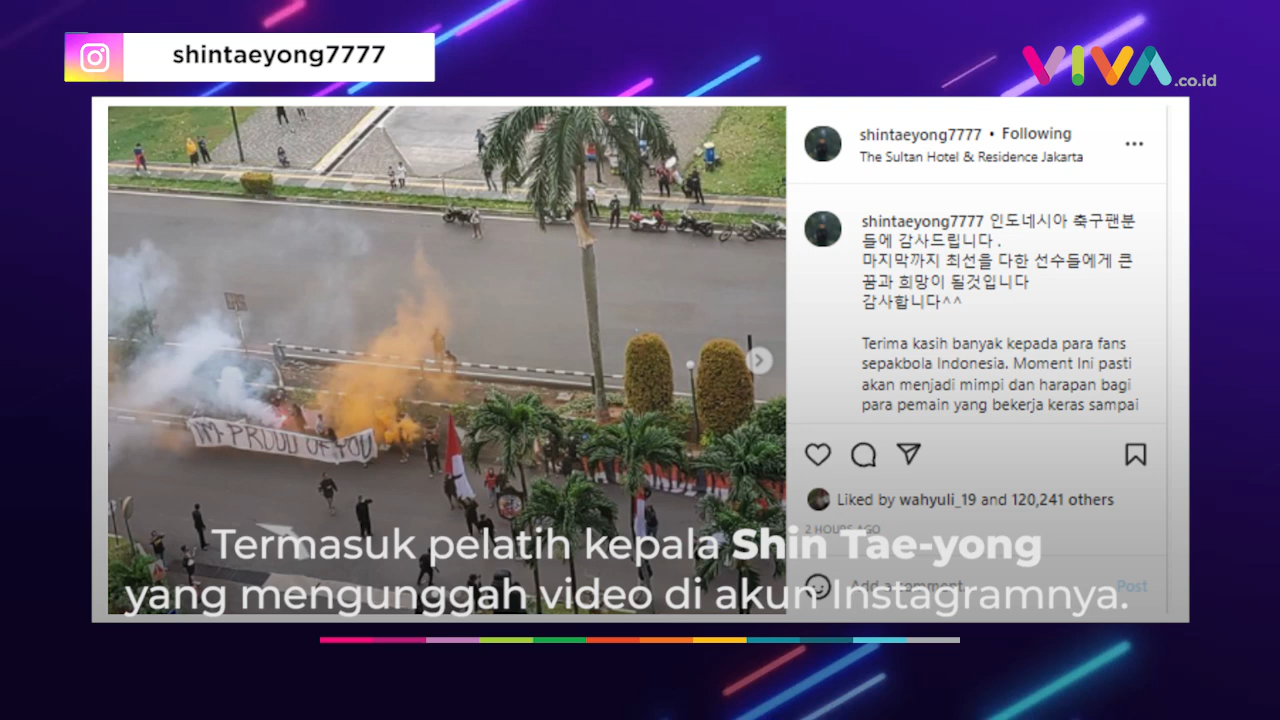 shintaeyong7777
VIVA.co.id
shintaeyong7777 • Following
The Sultan Hotel & Residence Jakarta
shintaeyong7777 인도네시아 축구팬분
들에 감사드립니다.
마지막까지 최선을 다한 선수들에게 큰
꿈과 희망이 될것입니다
감사합니다^^
Terima kasih banyak kepada para fans
sepakbola Indonesia. Moment Ini pasti
akan menjadi mimpi dan harapan bagi
para pemain yang bekerja keras sampai
I'M PROUD OF YOU
Liked by wahyuli_19 and 120,241 others
2 HOURS AGO
Termasuk pelatih kepala Shin Tae-yong
yang mengunggah video di akun Instagramnya.
Add a comment...
Post